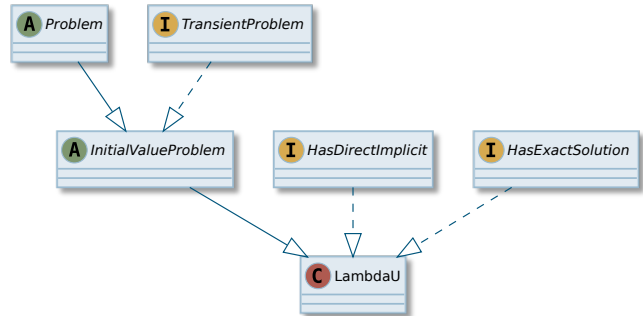 A Problem
I TransientProblem
A InitialValueProblem
I HasDirectImplicit
I HasExactSolution
C LambdaU